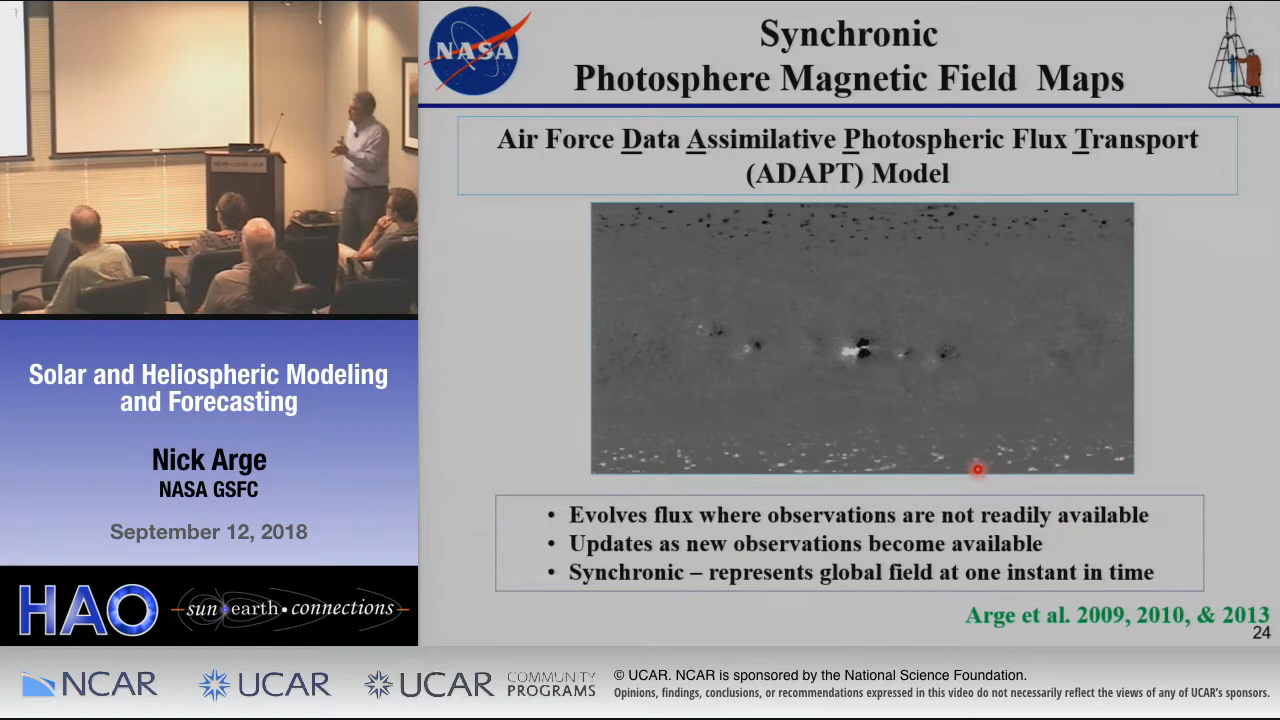 NASA
Synchronic
Photosphere Magnetic Field Maps
Air Force Data Assimilative Photospheric Flux Transport
(ADAPT) Model
• Evolves flux where observations are not readily available
• Updates as new observations become available
• Synchronic – represents global field at one instant in time
Arge et al. 2009, 2010, & 2013
24
Solar and Heliospheric Modeling
and Forecasting
Nick Arge
NASA GSFC
September 12, 2018
HAO
sun earth • connections
NCAR
UCAR
UCAR COMMUNITY PROGRAMS
© UCAR. NCAR is sponsored by the National Science Foundation.
Opinions, findings, conclusions, or recommendations expressed in this video do not necessarily reflect the views of any of UCAR's sponsors.